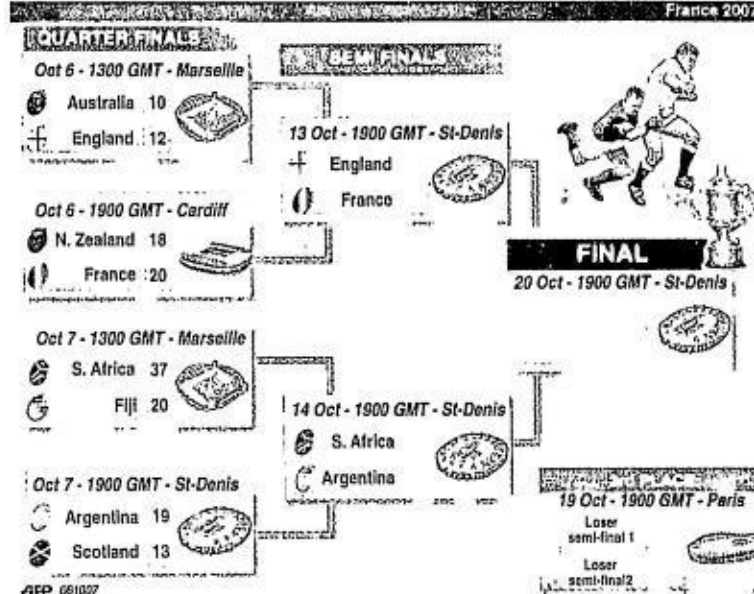 France 2007
QUARTER FINALS
Oct 6 - 1300 GMT - Marseille
Australia 10
England 12
Oct 6 - 1900 GMT - Cardiff
N. Zealand 18
France 20
Oct 7 - 1300 GMT - Marseille
S. Africa 37
Fiji 20
Oct 7 - 1900 GMT - St-Denis
Argentina 19
Scotland 13
SEMI FINALS
13 Oct - 1900 GMT - St-Denis
England
France
14 Oct - 1900 GMT - St-Denis
S. Africa
Argentina
FINAL
20 Oct - 1900 GMT - St-Denis
19 Oct - 1900 GMT - Paris
Loser
semi-final 1
Loser
semi-final2
081007